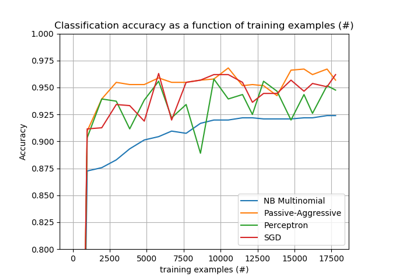 Classification accuracy as a function of training examples (#)
1.000
0.975
0.950
0.925
0.900
0.875
0.850
0.825
0.800
Accuracy
NB Multinomial
Passive-Aggressive
Perceptron
SGD
0 2500 5000 7500 10000 12500 15000 17500
training examples (#)